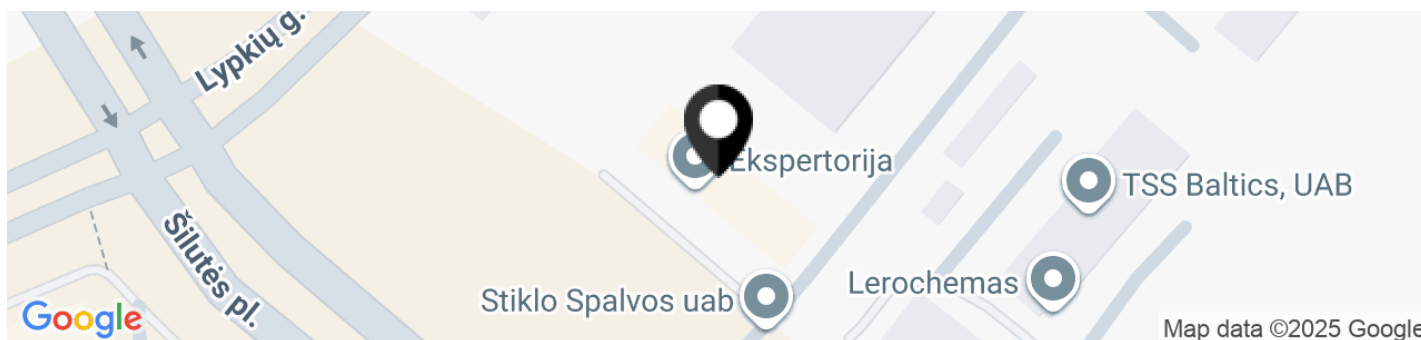 Lypkių g.
Ekspertorija
TSS Baltics, UAB
Šilutės pl.
Lerochemas
Stiklo Spalvos uab
Google
Map data ©2025 Google